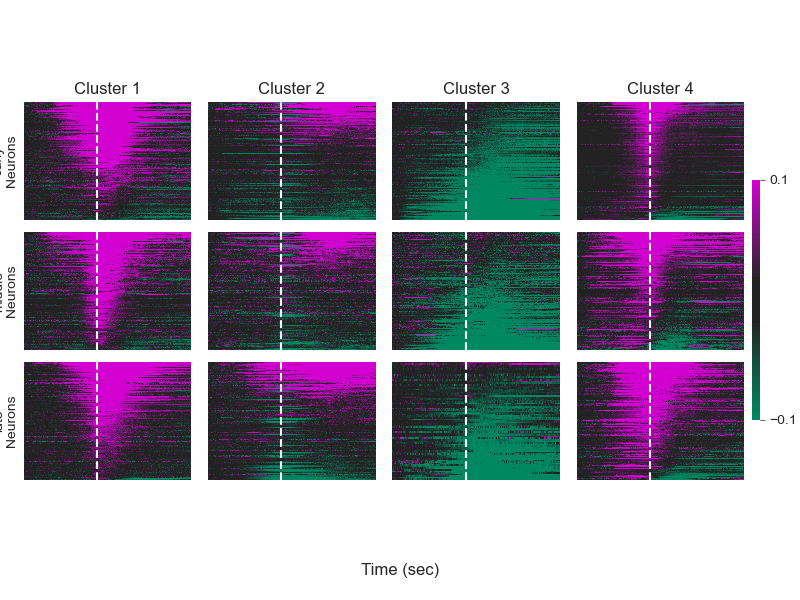 Cluster 1
Cluster 2
Cluster 3
Cluster 4
Neurons
0.1
Neurons
Neurons
−0.1
Time (sec)